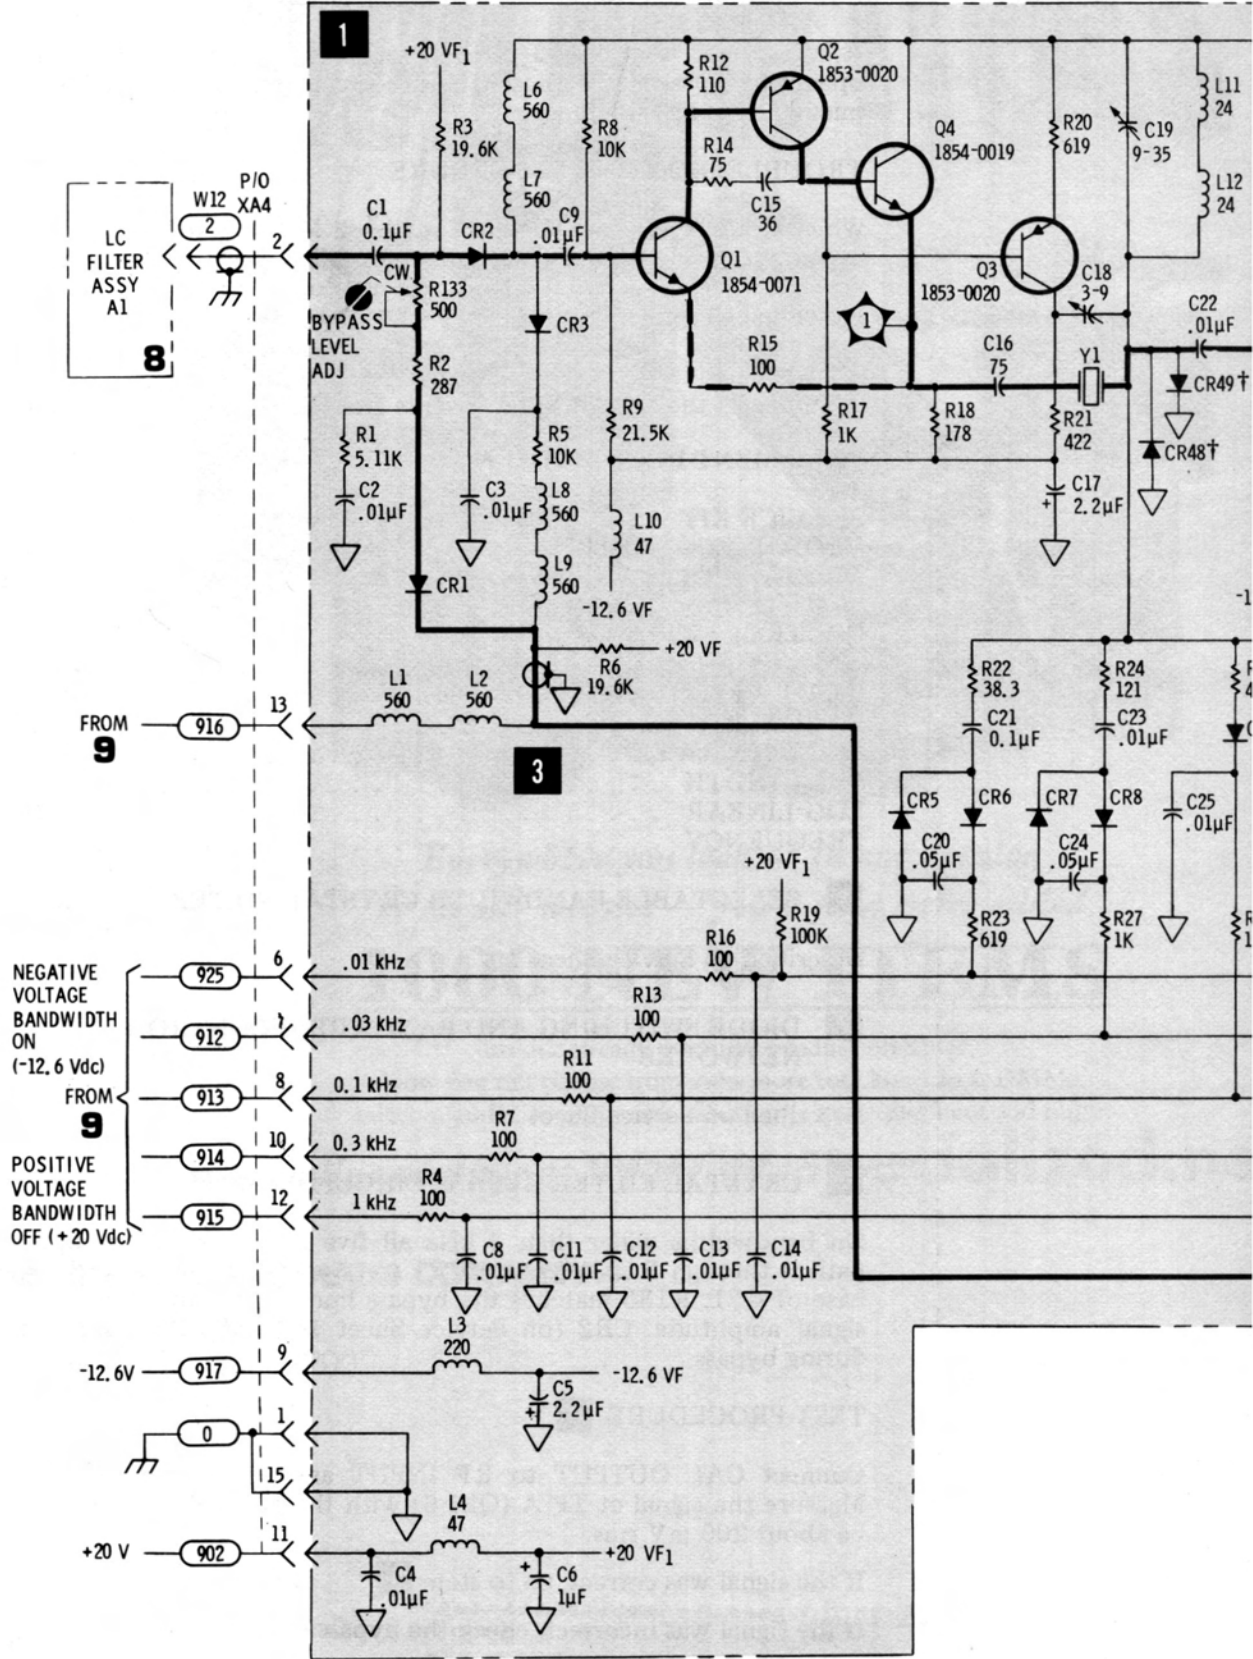 1
+20 VF1
R12
110
Q2
1853-0020
L6
560
L11
24
R3
19.6K
R8
10K
R14
75
Q4
1854-0019
R20
619
C19
9-35
P/O
XA4
W12
2
2
L7
560
C15
36
L12
24
LC
FILTER
ASSY
A1
8
C1
0.1µF
CR2
C9
.01µF
Q1
1854-0071
Q3
1853-0020
C18
3-9
CW
R133
500
BYPASS
LEVEL
ADJ
CR3
1
C22
.01µF
R15
100
C16
75
Y1
R2
287
CR49†
R9
21.5K
R17
1K
R18
178
R21
422
R1
5.11K
R5
10K
CR48†
C2
.01µF
C3
.01µF
L8
560
L10
47
C17
2.2µF
+
CR1
L9
560
-12.6 VF
-1
+20 VF
R6
19.6K
R22
38.3
R24
121
L1
560
L2
560
FROM
9
916
13
C21
0.1µF
C23
.01µF
3
CR5
CR6
CR7
CR8
C25
.01µF
C20
.05µF
C24
.05µF
+20 VF1
R19
100K
R23
619
R27
1K
R16
100
NEGATIVE
VOLTAGE
BANDWIDTH
ON
(-12.6 Vdc)
925
6
.01 kHz
R13
100
912
7
.03 kHz
R11
100
FROM
9
913
8
0.1 kHz
R7
100
914
10
0.3 kHz
POSITIVE
VOLTAGE
BANDWIDTH
OFF (+20 Vdc)
R4
100
915
12
1 kHz
C8
.01µF
C11
.01µF
C12
.01µF
C13
.01µF
C14
.01µF
L3
220
-12.6V
917
9
-12.6 VF
C5
2.2µF
+
0
1
15
L4
47
+20 V
902
11
+20 VF1
C4
.01µF
+
C6
1µF